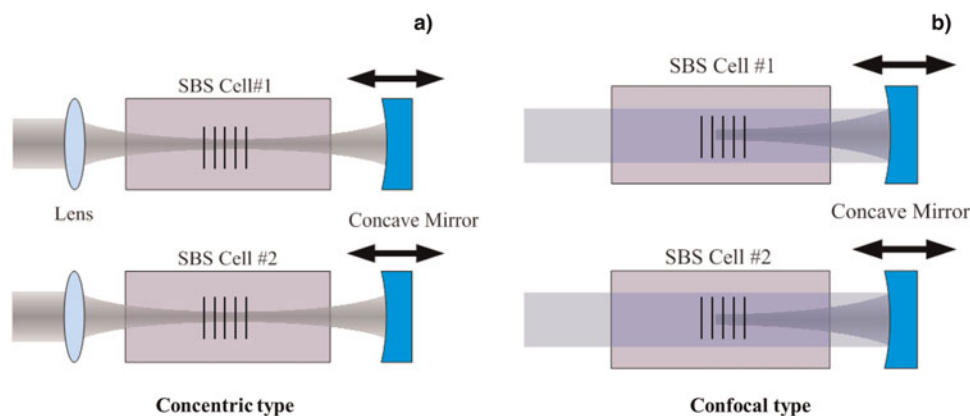 a)
SBS Cell#1
Lens
Concave Mirror
SBS Cell #2
Concentric type
b)
SBS Cell #1
Concave Mirror
SBS Cell #2
Confocal type